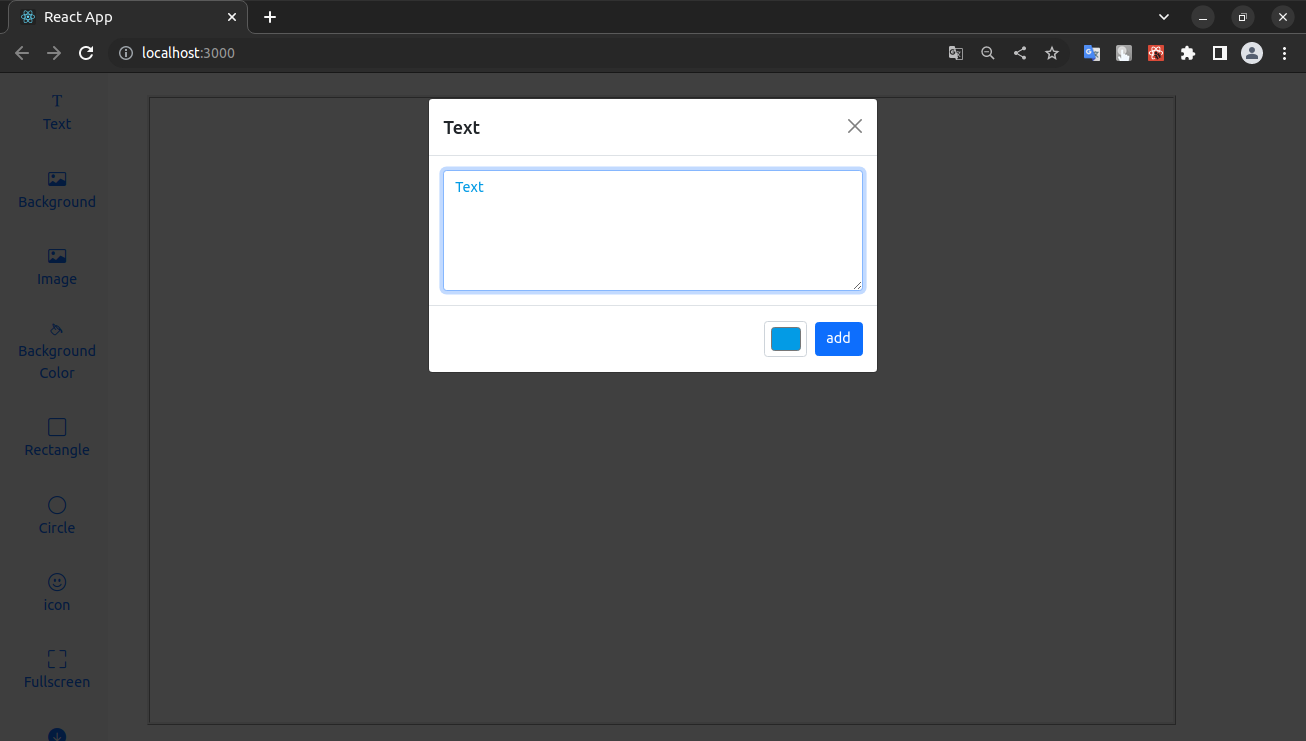 React App
localhost:3000
T
Text
Background
Image
Background
Color
Rectangle
Circle
icon
Fullscreen
Text
Text
add